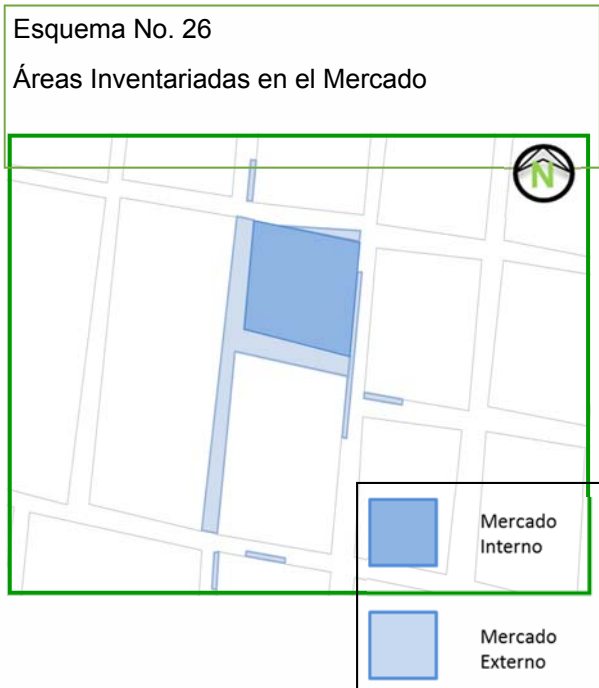 Esquema No. 26
Áreas Inventariadas en el Mercado
N
Mercado
Interno
Mercado
Externo